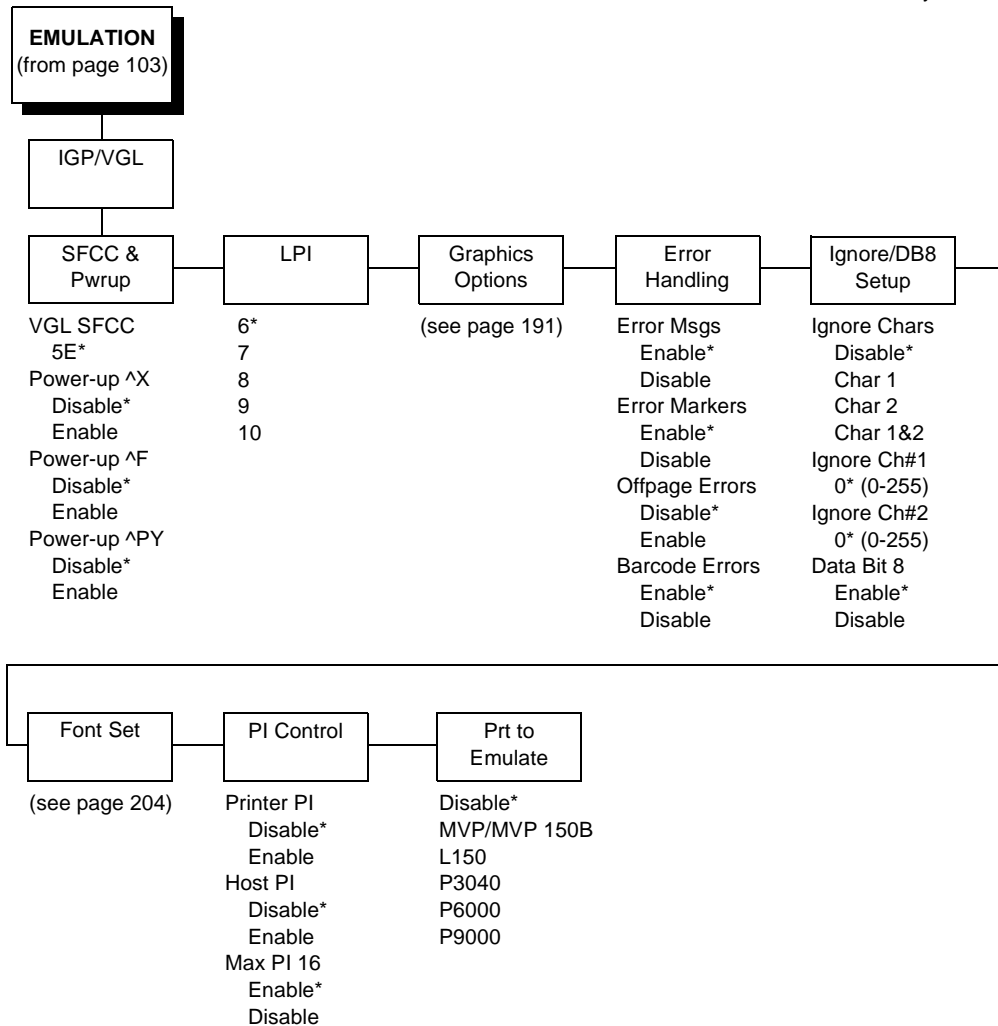 EMULATION
(from page 103)
IGP/VGL
SFCC &
Pwrup
LPI
Graphics
Options
Error
Handling
Ignore/DB8
Setup
VGL SFCC
5E*
Power-up ^X
Disable*
Enable
Power-up ^F
Disable*
Enable
Power-up ^PY
Disable*
Enable
6*
7
8
9
10
(see page 191)
Error Msgs
Enable*
Disable
Error Markers
Enable*
Disable
Offpage Errors
Disable*
Enable
Barcode Errors
Enable*
Disable
Ignore Chars
Disable*
Char 1
Char 2
Char 1&2
Ignore Ch#1
0* (0-255)
Ignore Ch#2
0* (0-255)
Data Bit 8
Enable*
Disable
Font Set
PI Control
Prt to
Emulate
(see page 204)
Printer PI
Disable*
Enable
Host PI
Disable*
Enable
Max PI 16
Enable*
Disable
Disable*
MVP/MVP 150B
L150
P3040
P6000
P9000